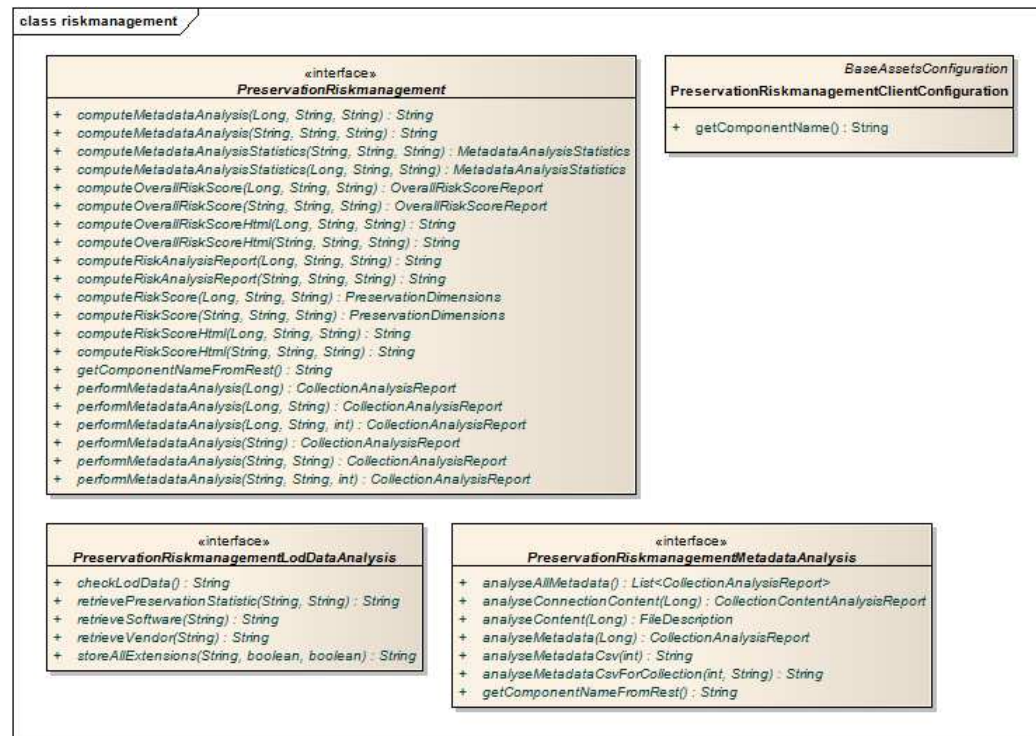 class riskmanagement
«interface»
PreservationRiskmanagement
+ computeMetadataAnalysis(Long, String, String) : String
+ computeMetadataAnalysis(String, String, String) : String
+ computeMetadataAnalysisStatistics(String, String, String) : MetadataAnalysisStatistics
+ computeMetadataAnalysisStatistics(Long, String, String) : MetadataAnalysisStatistics
+ computeOverallRiskScore(Long, String, String) : OverallRiskScoreReport
+ computeOverallRiskScore(String, String, String) : OverallRiskScoreReport
+ computeOverallRiskScoreHtml(Long, String, String) : String
+ computeOverallRiskScoreHtml(String, String, String) : String
+ computeRiskAnalysisReport(Long, String, String) : String
+ computeRiskAnalysisReport(String, String, String) : String
+ computeRiskScore(Long, String, String) : PreservationDimensions
+ computeRiskScore(String, String, String) : PreservationDimensions
+ computeRiskScoreHtml(Long, String, String) : String
+ computeRiskScoreHtml(String, String, String) : String
+ getComponentNameFromRest() : String
+ performMetadataAnalysis(Long) : CollectionAnalysisReport
+ performMetadataAnalysis(Long, String) : CollectionAnalysisReport
+ performMetadataAnalysis(Long, String, int) : CollectionAnalysisReport
+ performMetadataAnalysis(String) : CollectionAnalysisReport
+ performMetadataAnalysis(String, String) : CollectionAnalysisReport
+ performMetadataAnalysis(String, String, int) : CollectionAnalysisReport
BaseAssetsConfiguration
PreservationRiskmanagementClientConfiguration
+ getComponentName() : String
«interface»
PreservationRiskmanagementLodDataAnalysis
+ checkLodData() : String
+ retrievePreservationStatistic(String, String) : String
+ retrieveSoftware(String) : String
+ retrieveVendor(String) : String
+ storeAllExtensions(String, boolean, boolean) : String
«interface»
PreservationRiskmanagementMetadataAnalysis
+ analyseAllMetadata() : List<CollectionAnalysisReport>
+ analyseConnectionContent(Long) : CollectionContentAnalysisReport
+ analyseContent(Long) : FileDescription
+ analyseMetadata(Long) : CollectionAnalysisReport
+ analyseMetadataCsv(int) : String
+ analyseMetadataCsvForCollection(int, String) : String
+ getComponentNameFromRest() : String